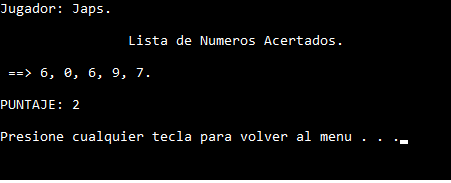 Jugador: Japs.
Lista de Numeros Acertados.
==> 6, 0, 6, 9, 7.
PUNTAJE: 2
Presione cualquier tecla para volver al menu . . .